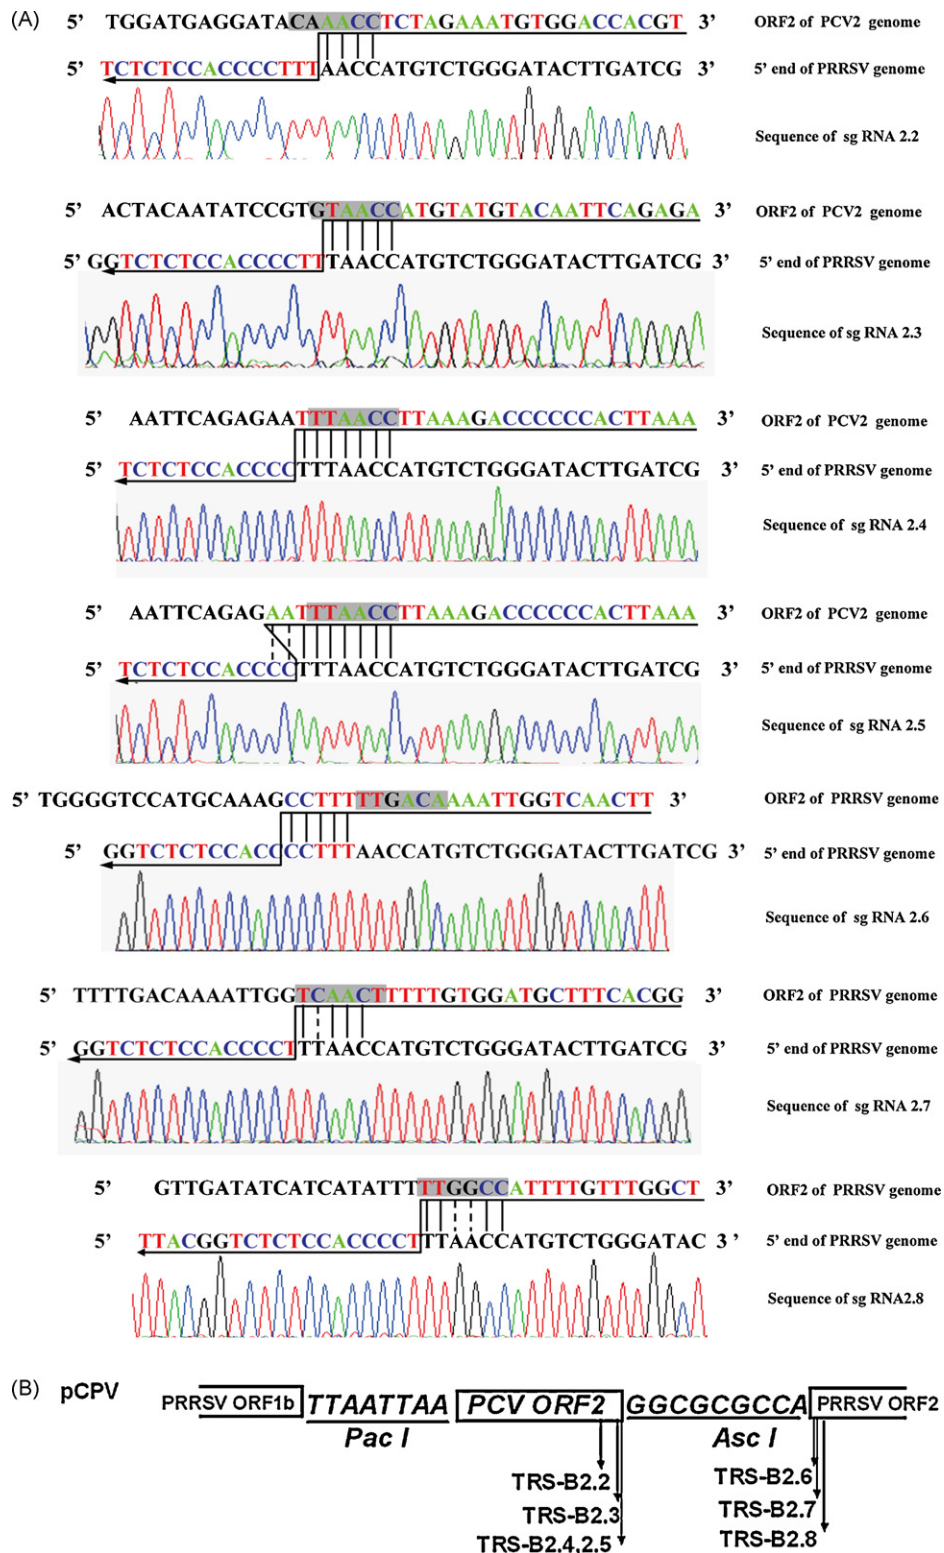 (A)
5' TGGATGAGGATACAAACCTCTAGAAATGTGGACCACGT 3' ORF2 of PCV2 genome
5' TCTCTCCACCCCTTTAACCATGTCTGGGATACTTGATCG 3' 5' end of PRRSV genome
Sequence of sg RNA 2.2
5' ACTACAATATCCGTGTAACCATGTATGTACAATTCAGAGA 3' ORF2 of PCV2 genome
5' GGTCTCTCCACCCCTTTAACCATGTCTGGGATACTTGATCG 3' 5' end of PRRSV genome
Sequence of sg RNA 2.3
5' AATTCAGAGAATTTAACCTTAAAGACCCCCCACTTAAA 3' ORF2 of PCV2 genome
5' TCTCTCCACCCCTTTAACCATGTCTGGGATACTTGATCG 3' 5' end of PRRSV genome
Sequence of sg RNA 2.4
5' AATTCAGAGAATTTAACCTTAAAGACCCCCCACTTAAA 3' ORF2 of PCV2 genome
5' TCTCTCCACCCCTTTAACCATGTCTGGGATACTTGATCG 3' 5' end of PRRSV genome
Sequence of sg RNA 2.5
5' TGGGGTCCATGCAAAGCCTTTTTGACAAAATTGGTCAACTT 3' ORF2 of PRRSV genome
5' GGTCTCTCCACCCCTTTAACCATGTCTGGGATACTTGATCG 3' 5' end of PRRSV genome
Sequence of sg RNA 2.6
5' TTTTGACAAAATTGGTCAACTTTTTGTGGATGCTTTCACGG 3' ORF2 of PRRSV genome
5' GGTCTCTCCACCCCTTTAACCATGTCTGGGATACTTGATCG 3' 5' end of PRRSV genome
Sequence of sg RNA 2.7
5' GTTGATATCATCATATTTTTGGCCATTTTGTTTGGCT 3' ORF2 of PRRSV genome
5' TTACGGTCTCTCCACCCCTTTAACCATGTCTGGGATAC 3' 5' end of PRRSV genome
Sequence of sg RNA2.8
(B) pCPV PRRSV ORF1b TTAATTAA PCV ORF2 GGCGCGCCA PRRSV ORF2
Pac I Asc I
TRS-B2.2 TRS-B2.6
TRS-B2.3 TRS-B2.7
TRS-B2.4,2.5 TRS-B2.8